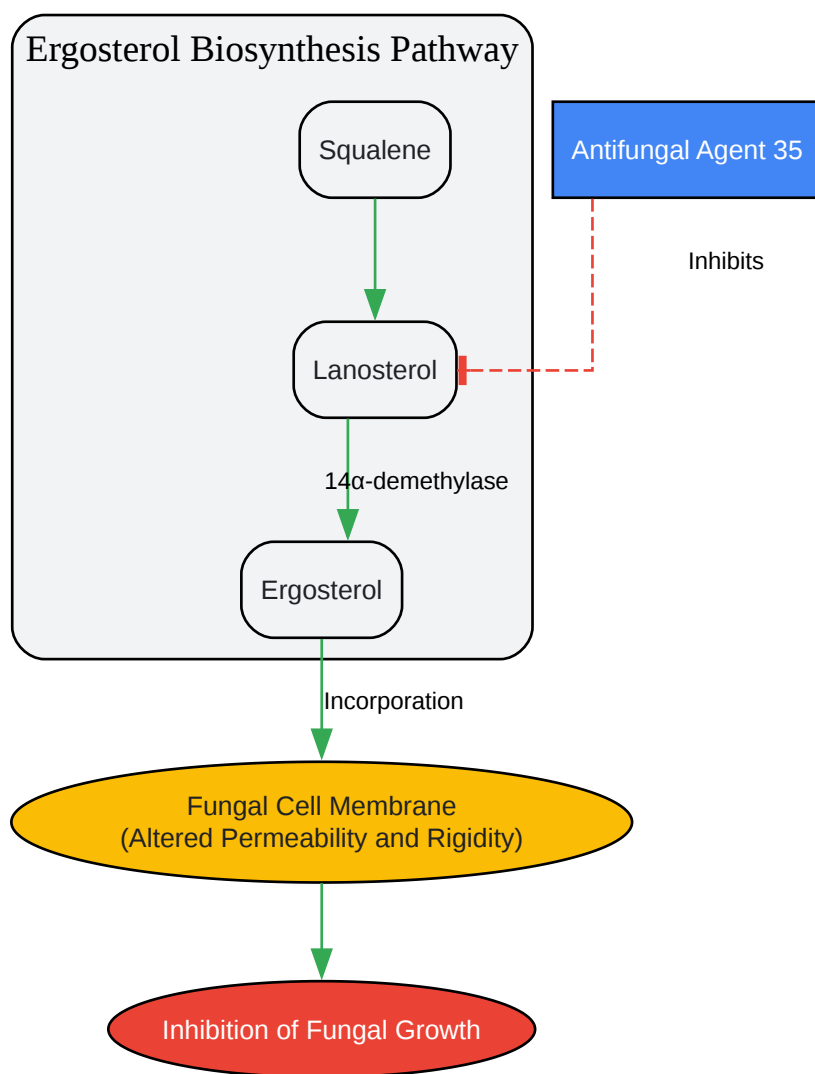 Ergosterol Biosynthesis Pathway
Squalene
Antifungal Agent 35
Inhibits
Lanosterol
14α-demethylase
Ergosterol
Incorporation
Fungal Cell Membrane
(Altered Permeability and Rigidity)
Inhibition of Fungal Growth